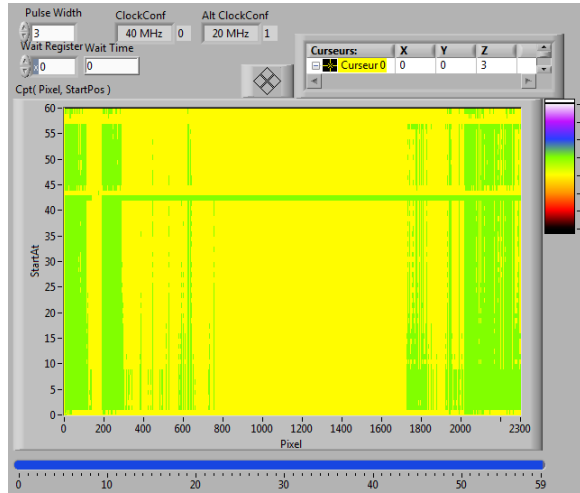 Pulse Width ClockConf Alt ClockConf
3 40 MHz 0 20 MHz 1
Wait Register Wait Time
x0 0
Curseurs: X Y Z
Curseur 0 0 0 3
Cpt( Pixel, StartPos )
60
55
50
45
40
35
30
25
20
15
10
5
0
StartAt
0 200 400 600 800 1000 1200 1400 1600 1800 2000 2300
Pixel
0 10 20 30 40 50 59